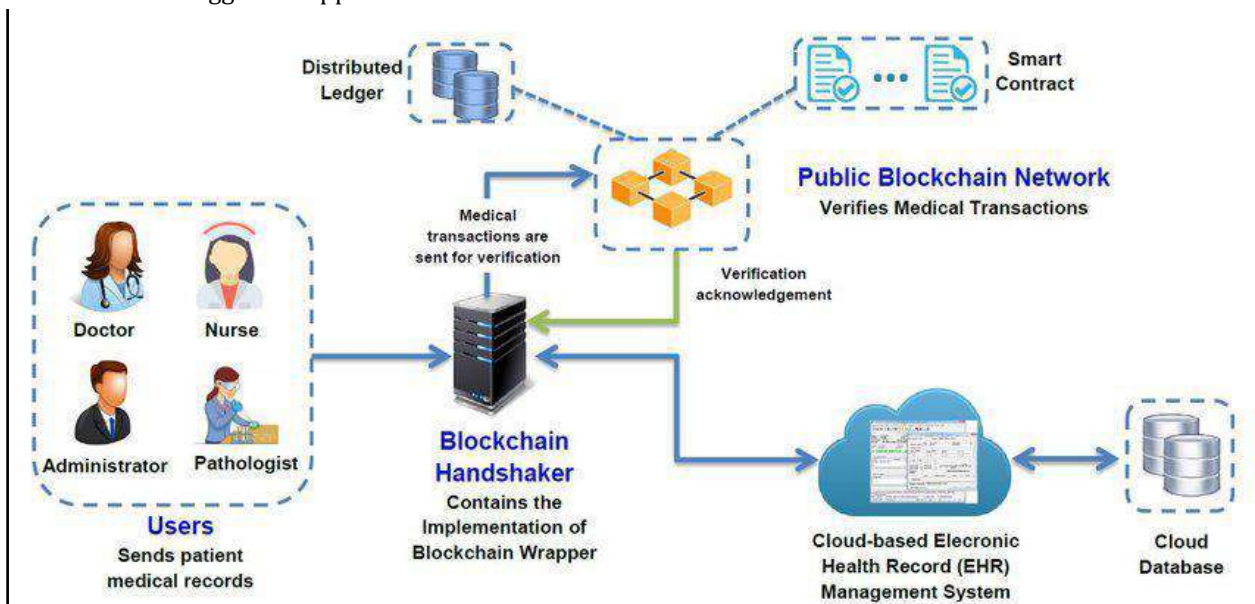 Distributed
Ledger
Smart
Contract
Public Blockchain Network
Verifies Medical Transactions
Medical
transactions are
sent for verification
Verification
acknowledgement
Doctor
Nurse
Administrator
Pathologist
Users
Sends patient
medical records
Blockchain
Handshaker
Contains the
Implementation of
Blockchain Wrapper
Cloud-based Elecronic
Health Record (EHR)
Management System
Cloud
Database